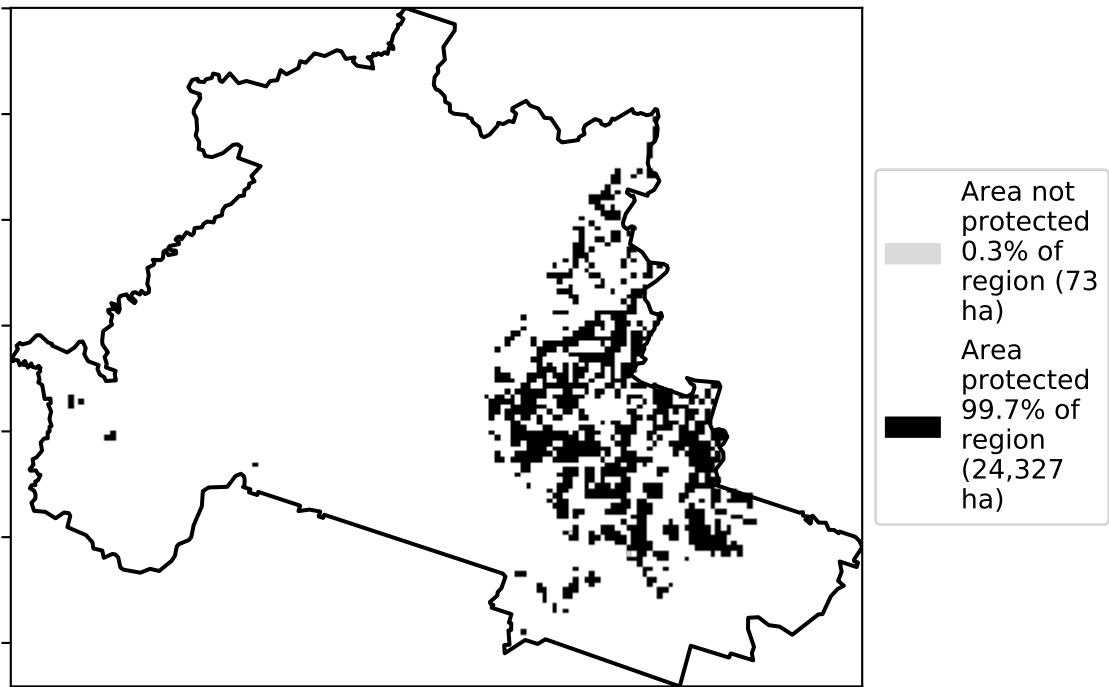 Area not
protected
0.3% of
region (73
ha)
Area
protected
99.7% of
region
(24,327
ha)